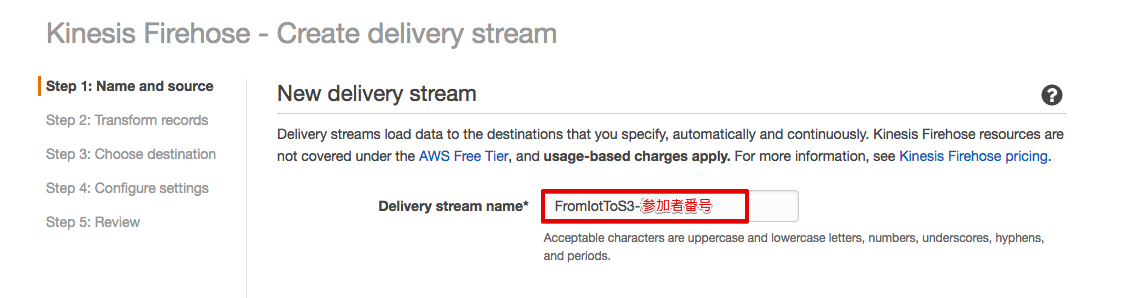 Kinesis Firehose - Create delivery stream
Step 1: Name and source
Step 2: Transform records
Step 3: Choose destination
Step 4: Configure settings
Step 5: Review
New delivery stream
?
Delivery streams load data to the destinations that you specify, automatically and continuously. Kinesis Firehose resources are
not covered under the AWS Free Tier, and usage-based charges apply. For more information, see Kinesis Firehose pricing.
Delivery stream name* FromIotToS3-参加者番号
Acceptable characters are uppercase and lowercase letters, numbers, underscores, hyphens,
and periods.